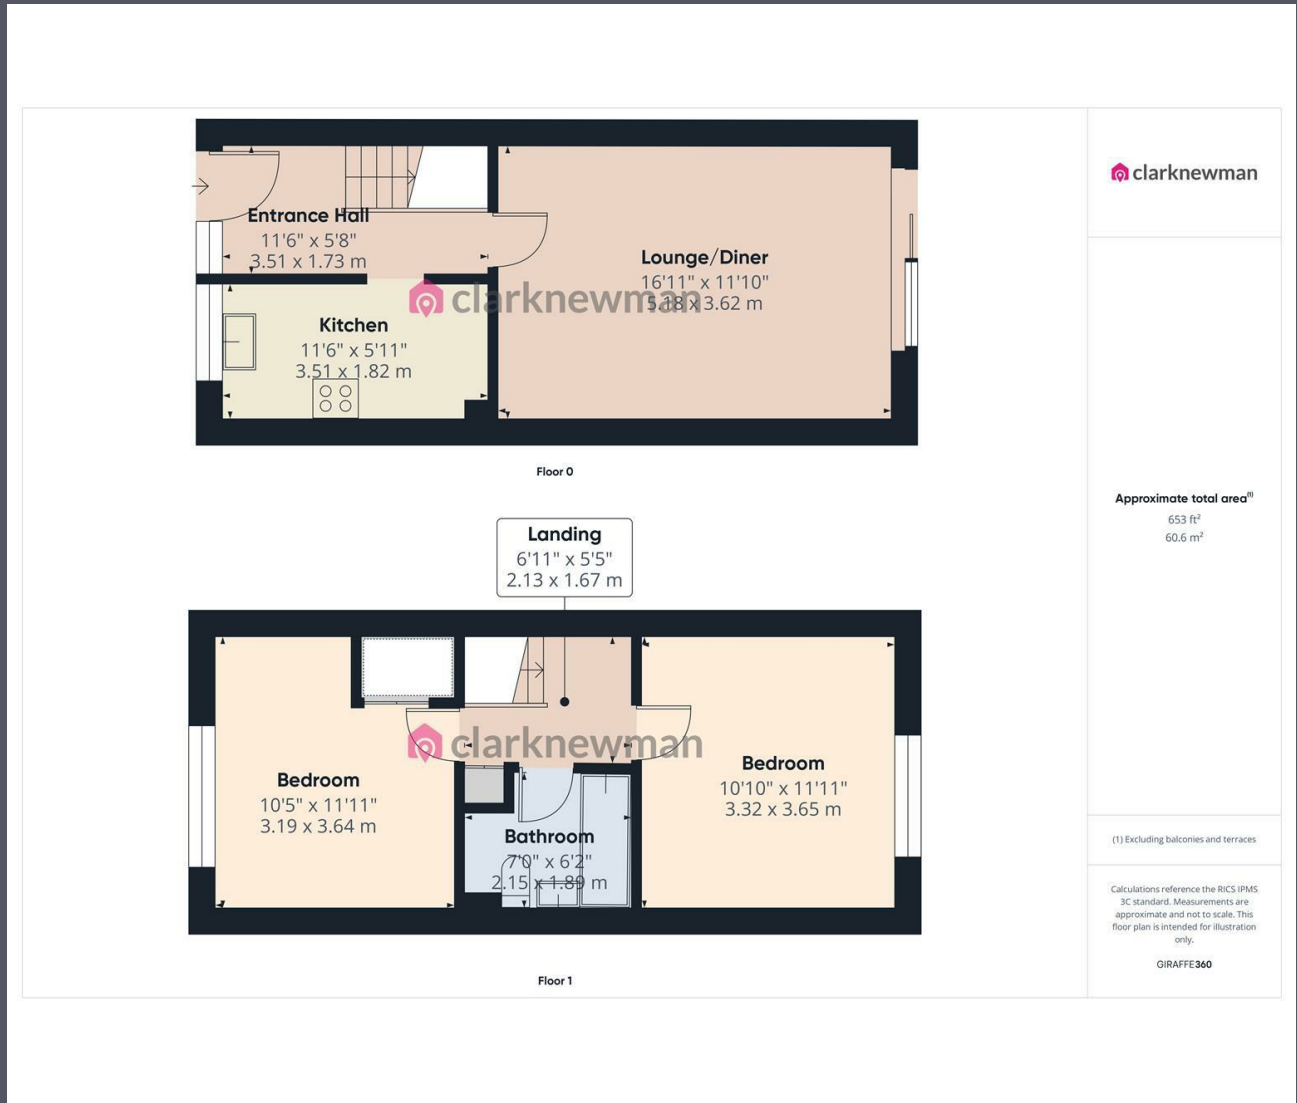 Entrance Hall
11'6" x 5'8"
3.51 x 1.73 m
Lounge/Diner
16'11" x 11'10"
5.18 x 3.62 m
clarknewman
Kitchen
11'6" x 5'11"
3.51 x 1.82 m
Floor 0
Landing
6'11" x 5'5"
2.13 x 1.67 m
clarknewman
Bedroom
10'5" x 11'11"
3.19 x 3.64 m
Bedroom
10'10" x 11'11"
3.32 x 3.65 m
Bathroom
7'0" x 6'2"
2.15 x 1.89 m
Floor 1
clarknewman
Approximate total area(1)
653 ft²
60.6 m²
(1) Excluding balconies and terraces
Calculations reference the RICS IPMS
3C standard. Measurements are
approximate and not to scale. This
floor plan is intended for illustration
only.
GIRAFFE360